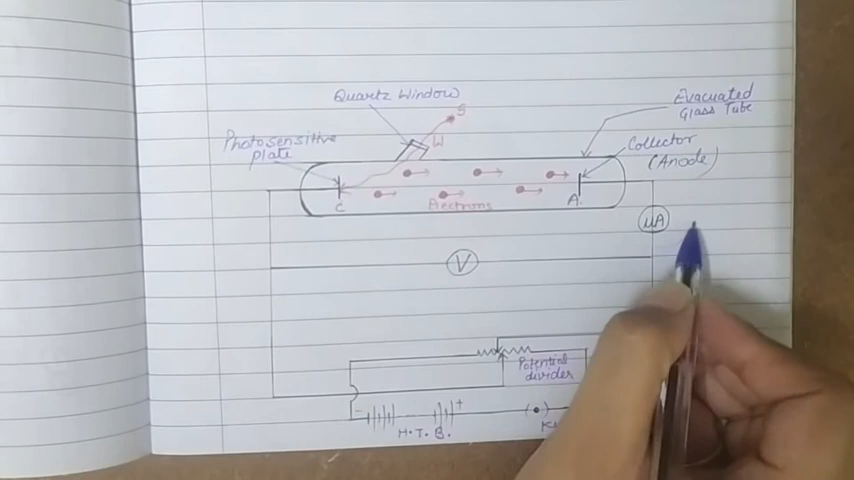 Quartz Window
S
Evacuated
Glass Tube
Photosensitive
plate
W
Collector
(Anode)
C
Electrons
A
μA
V
Potential
divider
- +
H.T.B.
( )